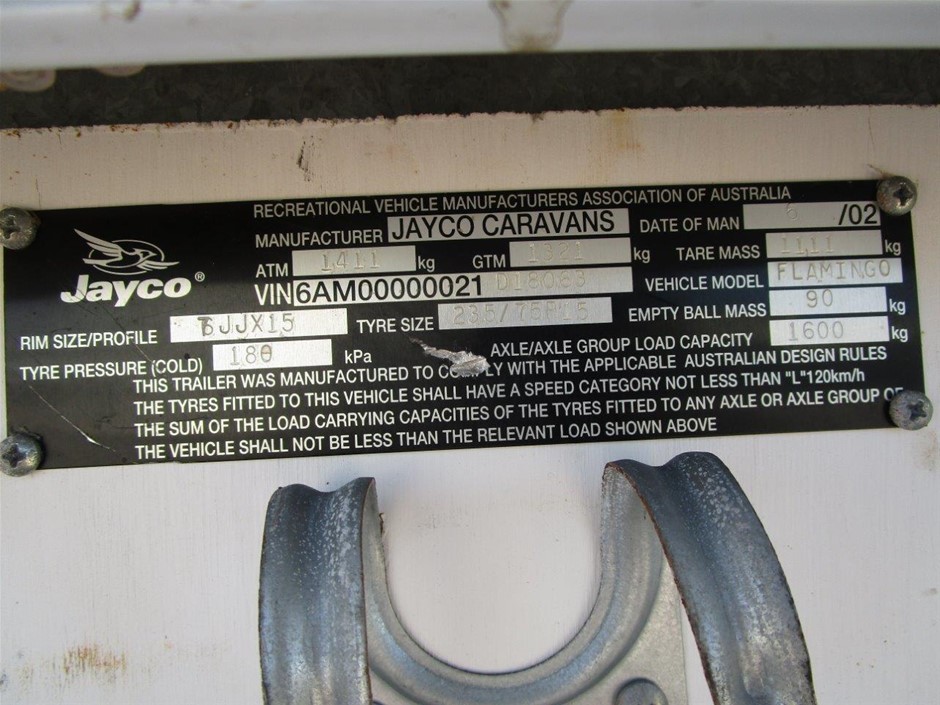 RECREATIONAL VEHICLE MANUFACTURERS ASSOCIATION OF AUSTRALIA
MANUFACTURER JAYCO CARAVANS DATE OF MAN 6 /02
ATM 1411 kg GTM 1321 kg TARE MASS 1111 kg
Jayco® VIN 6AM00000021 D18063 VEHICLE MODEL FLAMINGO
RIM SIZE/PROFILE 6JJX15 TYRE SIZE 235/75R15 EMPTY BALL MASS 90 kg
TYRE PRESSURE (COLD) 180 kPa AXLE/AXLE GROUP LOAD CAPACITY 1600 kg
THIS TRAILER WAS MANUFACTURED TO COMPLY WITH THE APPLICABLE AUSTRALIAN DESIGN RULES
THE TYRES FITTED TO THIS VEHICLE SHALL HAVE A SPEED CATEGORY NOT LESS THAN "L"120km/h
THE SUM OF THE LOAD CARRYING CAPACITIES OF THE TYRES FITTED TO ANY AXLE OR AXLE GROUP OF
THE VEHICLE SHALL NOT BE LESS THAN THE RELEVANT LOAD SHOWN ABOVE